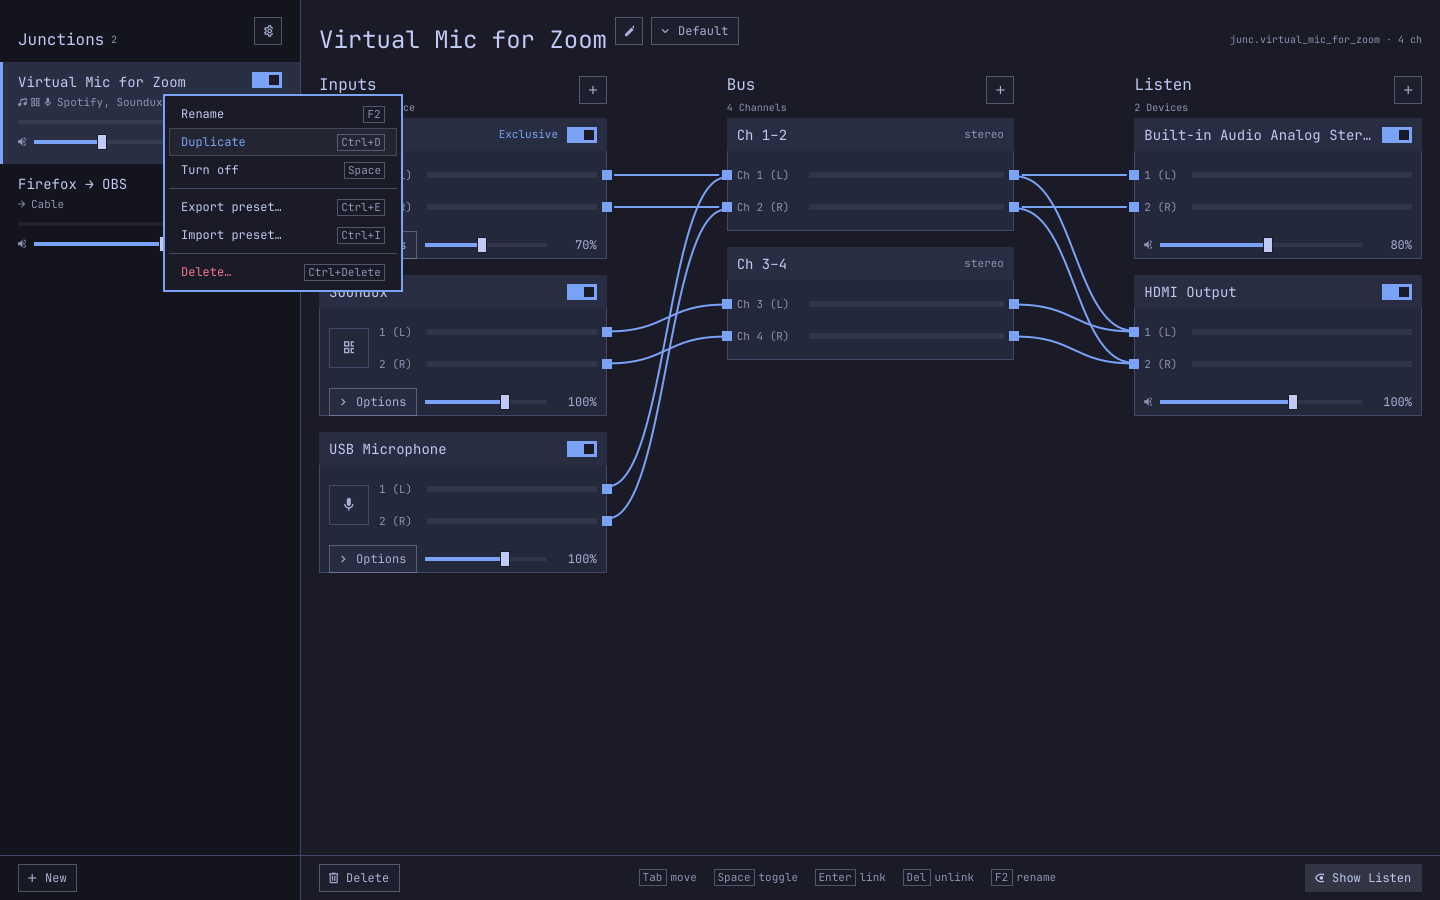 Junctions 2
Virtual Mic for Zoom
Spotify, Soundux
Firefox → OBS
→ Cable
+ New
Rename F2
Duplicate Ctrl+D
Turn off Space
Export preset… Ctrl+E
Import preset… Ctrl+I
Delete… Ctrl+Delete
Virtual Mic for Zoom
Default
junc.virtual_mic_for_zoom · 4 ch
Inputs
Exclusive
70%
Soundux
1 (L)
2 (R)
Options
100%
USB Microphone
1 (L)
2 (R)
Options
100%
Bus
4 Channels
Ch 1–2 stereo
Ch 1 (L)
Ch 2 (R)
Ch 3–4 stereo
Ch 3 (L)
Ch 4 (R)
Listen
2 Devices
Built-in Audio Analog Ster…
1 (L)
2 (R)
80%
HDMI Output
1 (L)
2 (R)
100%
Delete
Tab move Space toggle Enter link Del unlink F2 rename
Show Listen